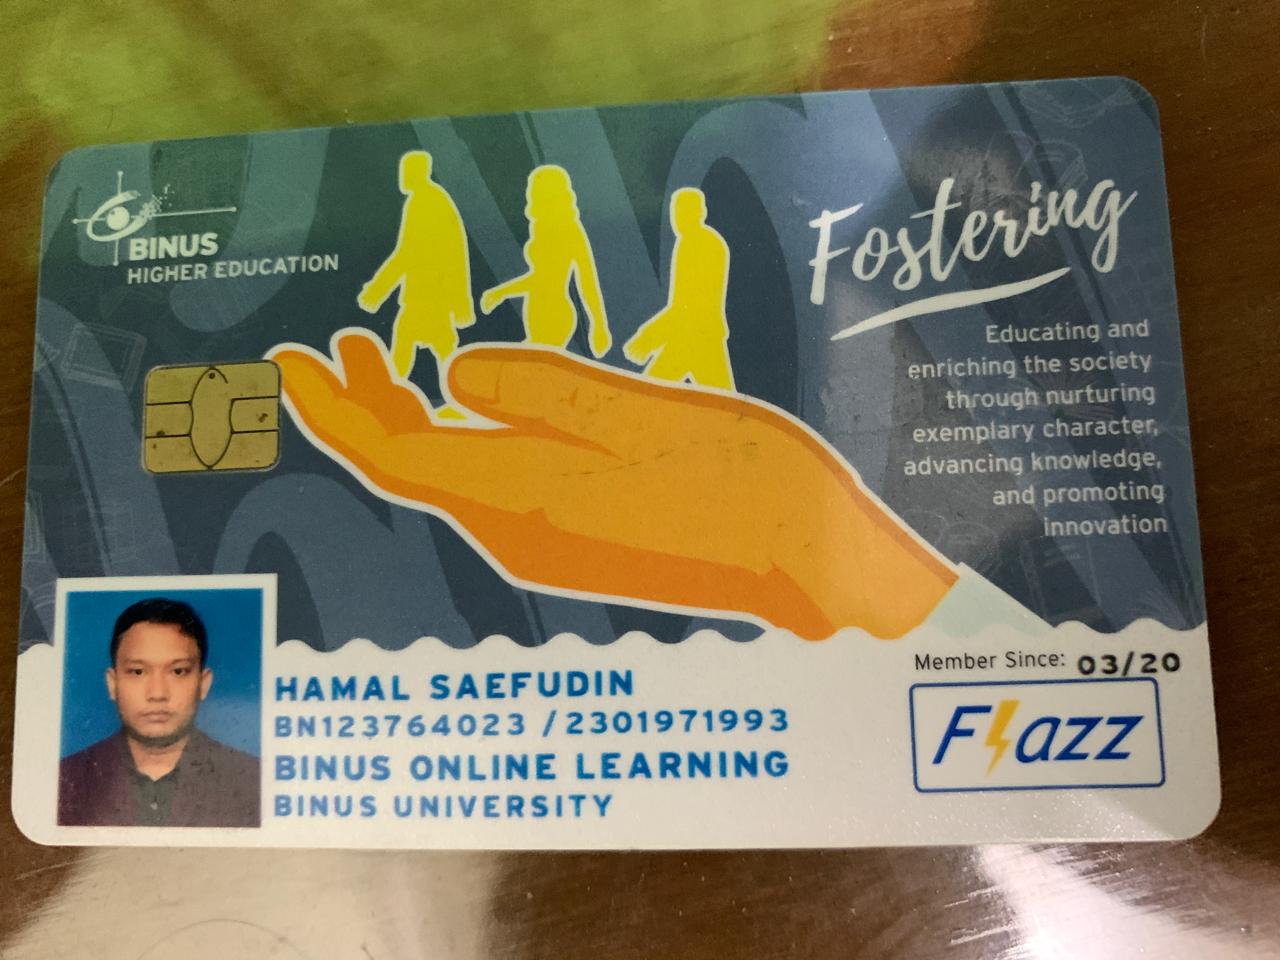 BINUS
HIGHER EDUCATION
Fostering
Educating and
enriching the society
through nurturing
exemplary character,
advancing knowledge,
and promoting
innovation
Member Since: 03/20
HAMAL SAEFUDIN
BN123764023 /2301971993
BINUS ONLINE LEARNING
BINUS UNIVERSITY
Flazz